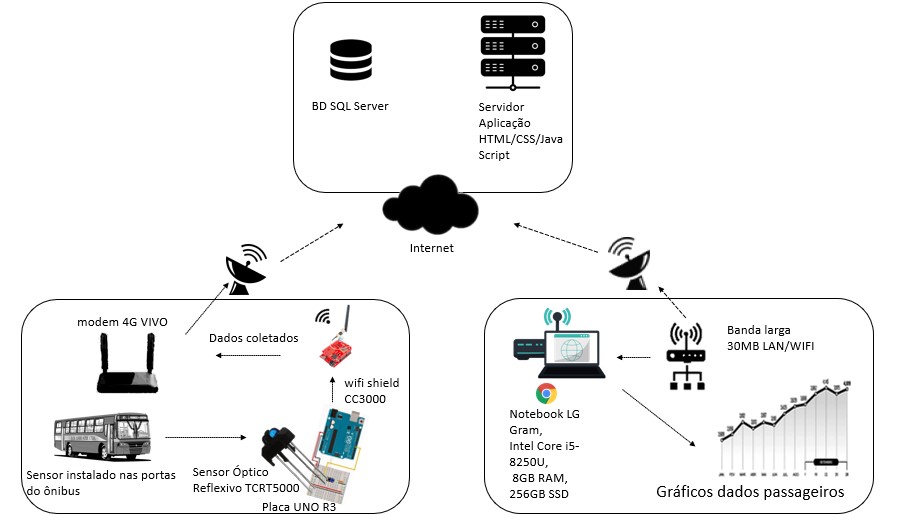 BD SQL Server
Servidor
Aplicação
HTML/CSS/Java
Script
Internet
modem 4G VIVO
Dados coletados
wifi shield
CC3000
Sensor instalado nas portas
do ônibus
Sensor Óptico
Reflexivo TCRT5000
Placa UNO R3
Banda larga
30MB LAN/WIFI
Notebook LG
Gram,
Intel Core i5-
8250U,
8GB RAM,
256GB SSD
Gráficos dados passageiros